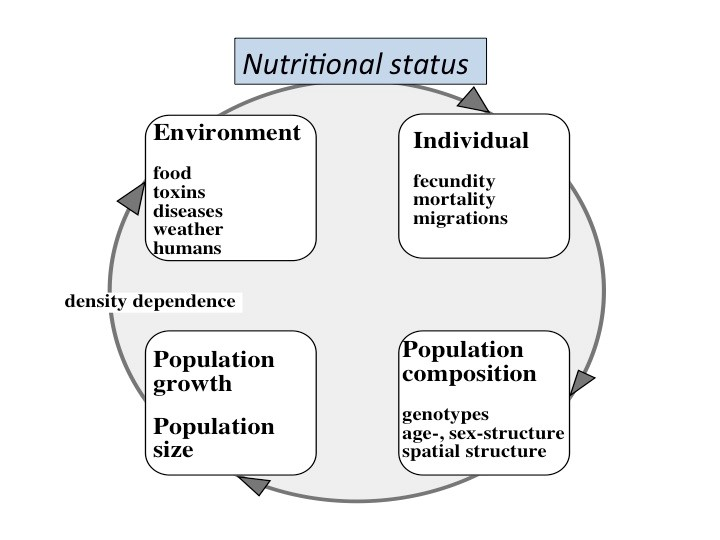 Nutritional status
Environment
food
toxins
diseases
weather
humans
Individual
fecundity
mortality
migrations
density dependence
Population
growth
Population
size
Population
composition
genotypes
age-, sex-structure
spatial structure